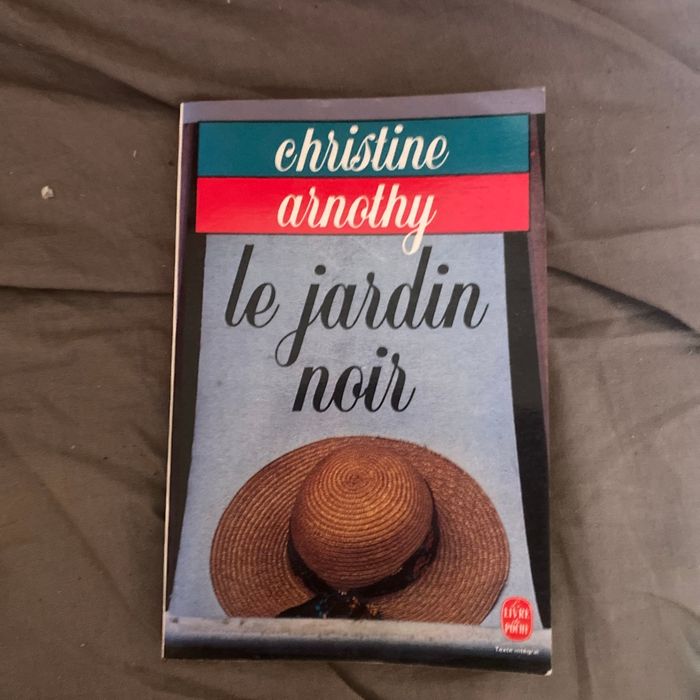 christine
arnothy
le jardin
noir
LE
LIVRE
DE
POCHE
Texte intégral